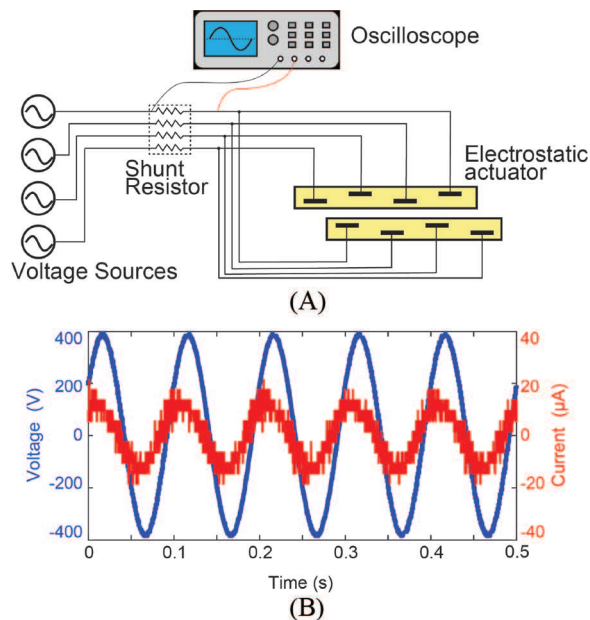 Oscilloscope
Shunt
Resistor
Electrostatic
actuator
Voltage Sources
(A)
400
200
0
-200
-400
Voltage (V)
40
20
0
-20
-40
Current (μA)
0 0.1 0.2 0.3 0.4 0.5
Time (s)
(B)